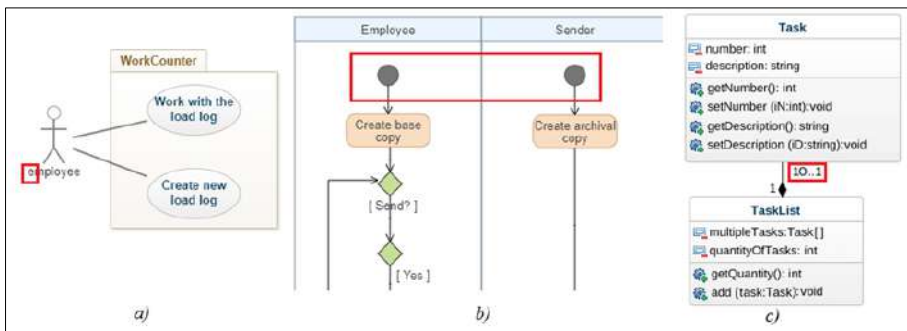 WorkCounter
Work with the
load log
employee
Create new
load log
a)
Employee
Sender
Create base
copy
Create archival
copy
[ Send? ]
[ Yes ]
b)
Task
number: int
description: string
getNumber(): int
setNumber (iN:int):void
getDescription(): string
setDescription (iD:string):void
10..1
1
TaskList
multipleTasks:Task[]
quantityOfTasks: int
getQuantity(): int
add (task:Task):void
c)